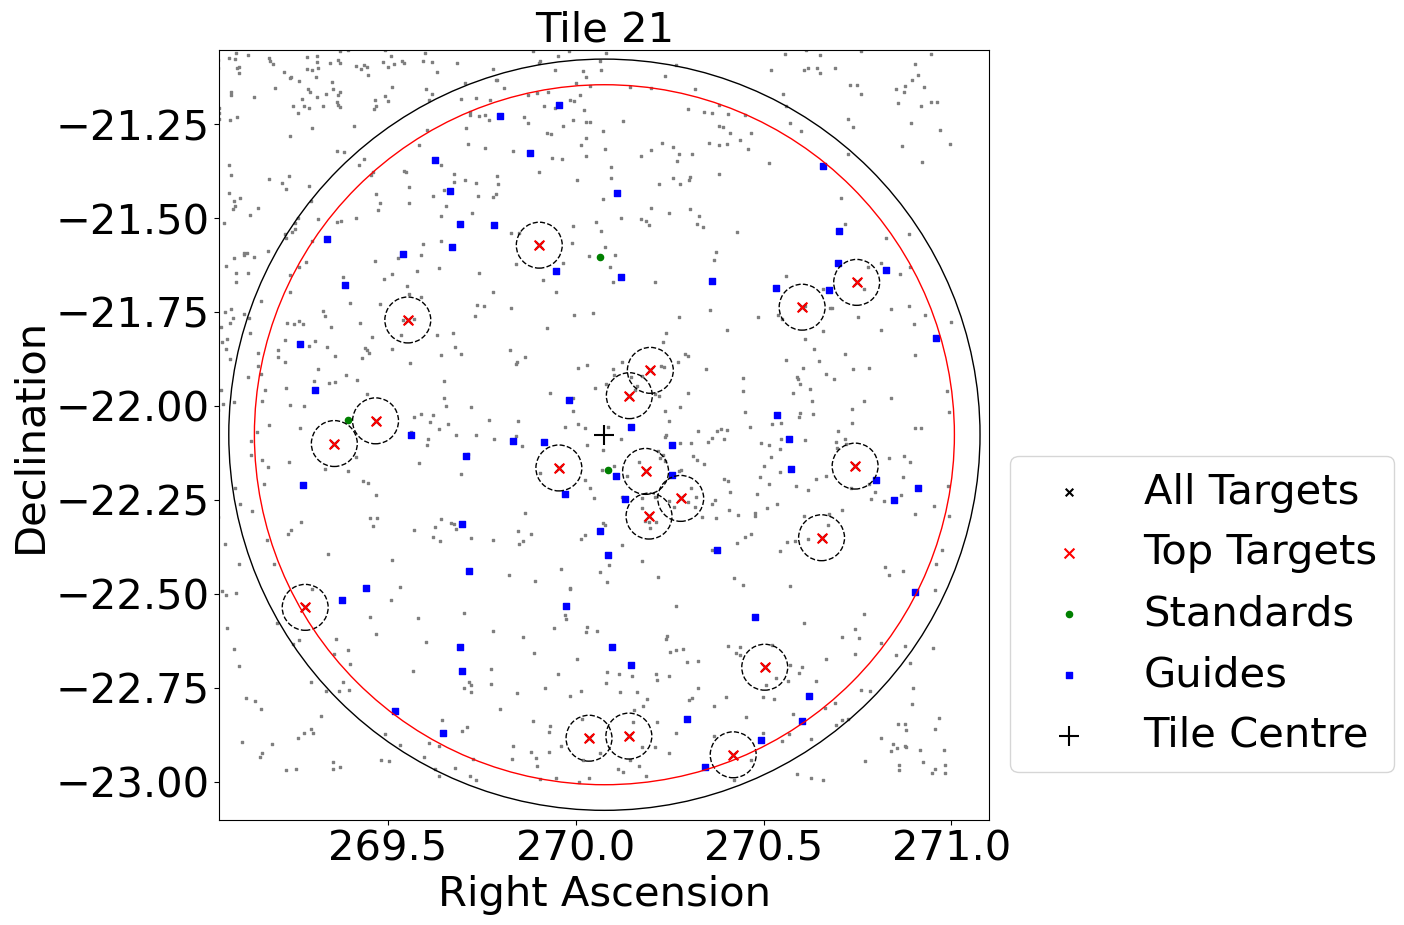 Tile 21
Declination
−21.25
−21.50
−21.75
−22.00
−22.25
−22.50
−22.75
−23.00
269.5
270.0
270.5
271.0
Right Ascension
All Targets
Top Targets
Standards
Guides
Tile Centre